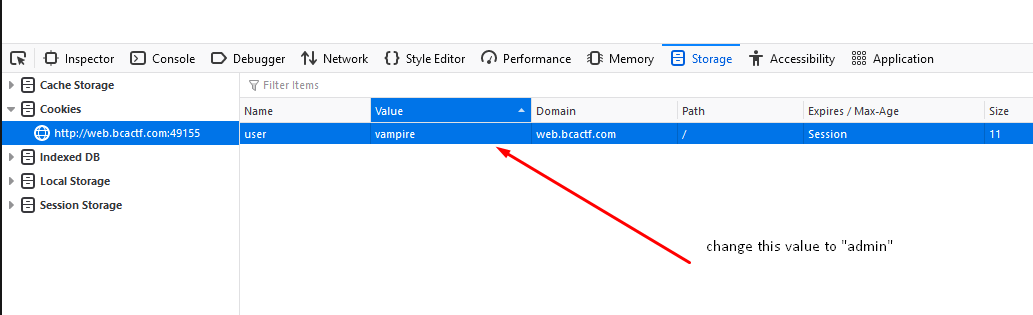 Inspector Console Debugger Network Style Editor Performance Memory Storage Accessibility Application
Cache Storage
Filter Items
Cookies
Name Value Domain Path Expires / Max-Age Size
http://web.bcactf.com:49155
user vampire web.bcactf.com / Session 11
Indexed DB
Local Storage
Session Storage
change this value to "admin"